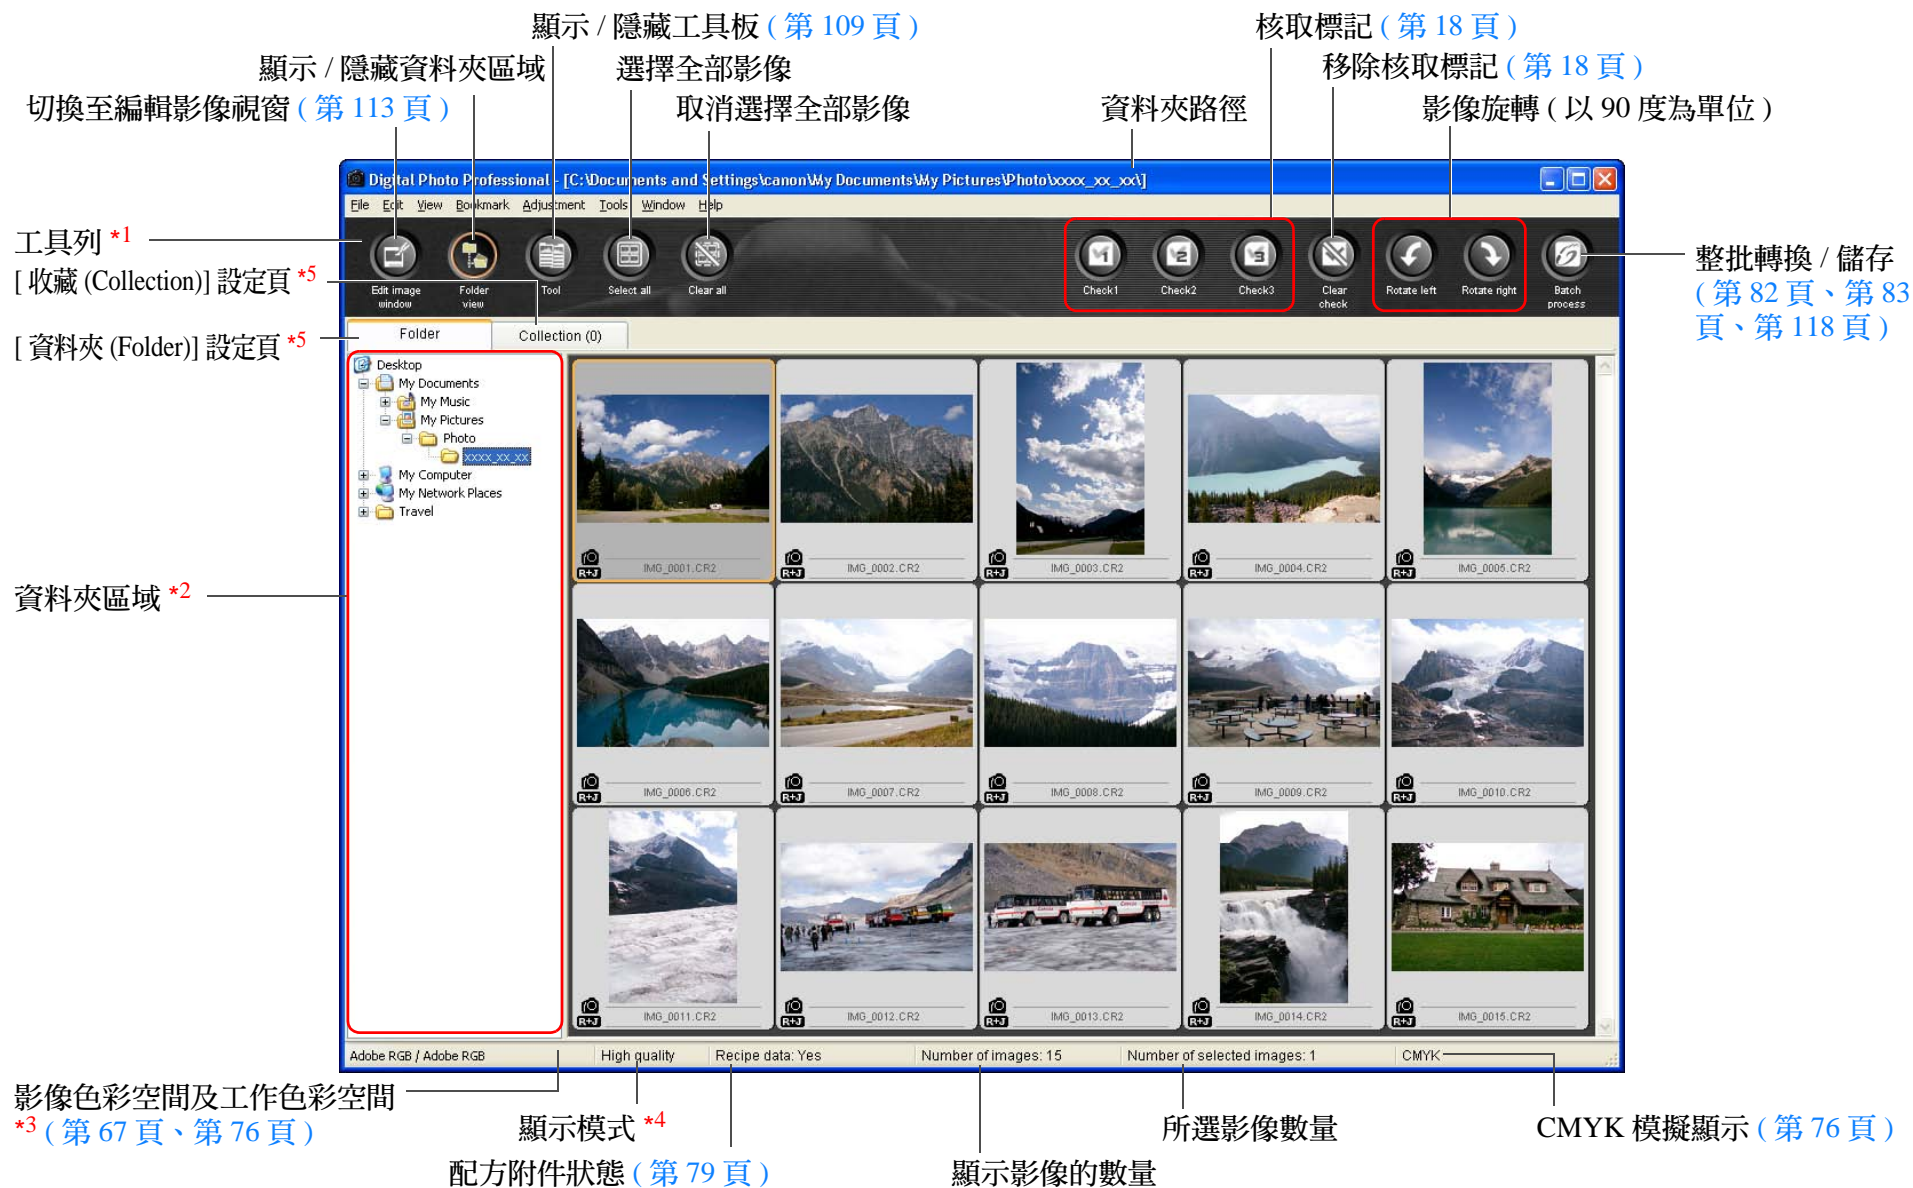 顯示 / 隱藏工具板 ( 第 109 頁 )
核取標記 ( 第 18 頁 )
顯示 / 隱藏資料夾區域
選擇全部影像
移除核取標記 ( 第 18 頁 )
切換至編輯影像視窗 ( 第 113 頁 )
取消選擇全部影像
資料夾路徑
影像旋轉 ( 以 90 度為單位 )
Digital Photo Professional - [C:\Documents and Settings\canon\My Documents\My Pictures\Photo\xxxx_xx_xx\]
File Edit View Bookmark Adjustment Tools Window Help
工具列 *1
[ 收藏 (Collection)] 設定頁 *5
[ 資料夾 (Folder)] 設定頁 *5
Edit image
window
Folder
view
Tool
Select all
Clear all
Check1
Check2
Check3
Clear
check
Rotate left
Rotate right
Batch
process
整批轉換 / 儲存
( 第 82 頁、第 83
頁、第 118 頁 )
Folder
Collection (0)
Desktop
My Documents
My Music
My Pictures
Photo
xxxx_xx_xx
My Computer
My Network Places
Travel
資料夾區域 *2
R+J IMG_0001.CR2
R+J IMG_0002.CR2
R+J IMG_0003.CR2
R+J IMG_0004.CR2
R+J IMG_0005.CR2
R+J IMG_0006.CR2
R+J IMG_0007.CR2
R+J IMG_0008.CR2
R+J IMG_0009.CR2
R+J IMG_0010.CR2
R+J IMG_0011.CR2
R+J IMG_0012.CR2
R+J IMG_0013.CR2
R+J IMG_0014.CR2
R+J IMG_0015.CR2
Adobe RGB / Adobe RGB
High quality
Recipe data: Yes
Number of images: 15
Number of selected images: 1
CMYK
影像色彩空間及工作色彩空間
*3 ( 第 67 頁、第 76 頁 )
顯示模式 *4
所選影像數量
CMYK 模擬顯示 ( 第 76 頁 )
配方附件狀態 ( 第 79 頁 )
顯示影像的數量